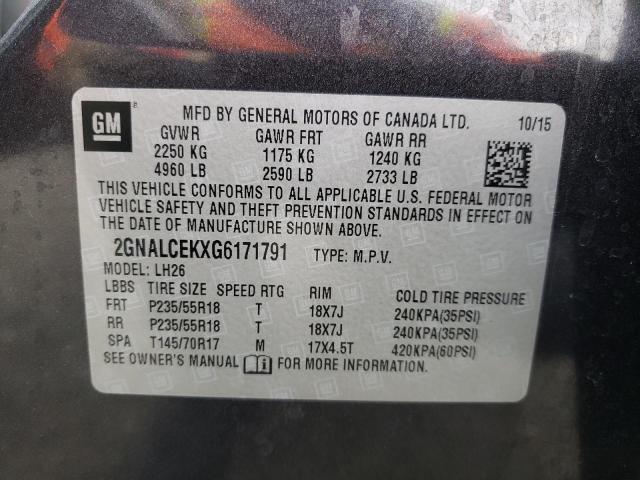 GM
MFD BY GENERAL MOTORS OF CANADA LTD. 10/15
GVWR GAWR FRT GAWR RR
2250 KG 1175 KG 1240 KG
4960 LB 2590 LB 2733 LB
THIS VEHICLE CONFORMS TO ALL APPLICABLE U.S. FEDERAL MOTOR
VEHICLE SAFETY AND THEFT PREVENTION STANDARDS IN EFFECT ON
THE DATE OF MANUFACTURE SHOWN ABOVE.
2GNALCEKXG6171791 TYPE: M.P.V.
MODEL: LH26
LBBS TIRE SIZE SPEED RTG RIM COLD TIRE PRESSURE
FRT P235/55R18 T 18X7J 240KPA(35PSI)
RR P235/55R18 T 18X7J 240KPA(35PSI)
SPA T145/70R17 M 17X4.5T 420KPA(60PSI)
SEE OWNER'S MANUAL FOR MORE INFORMATION.